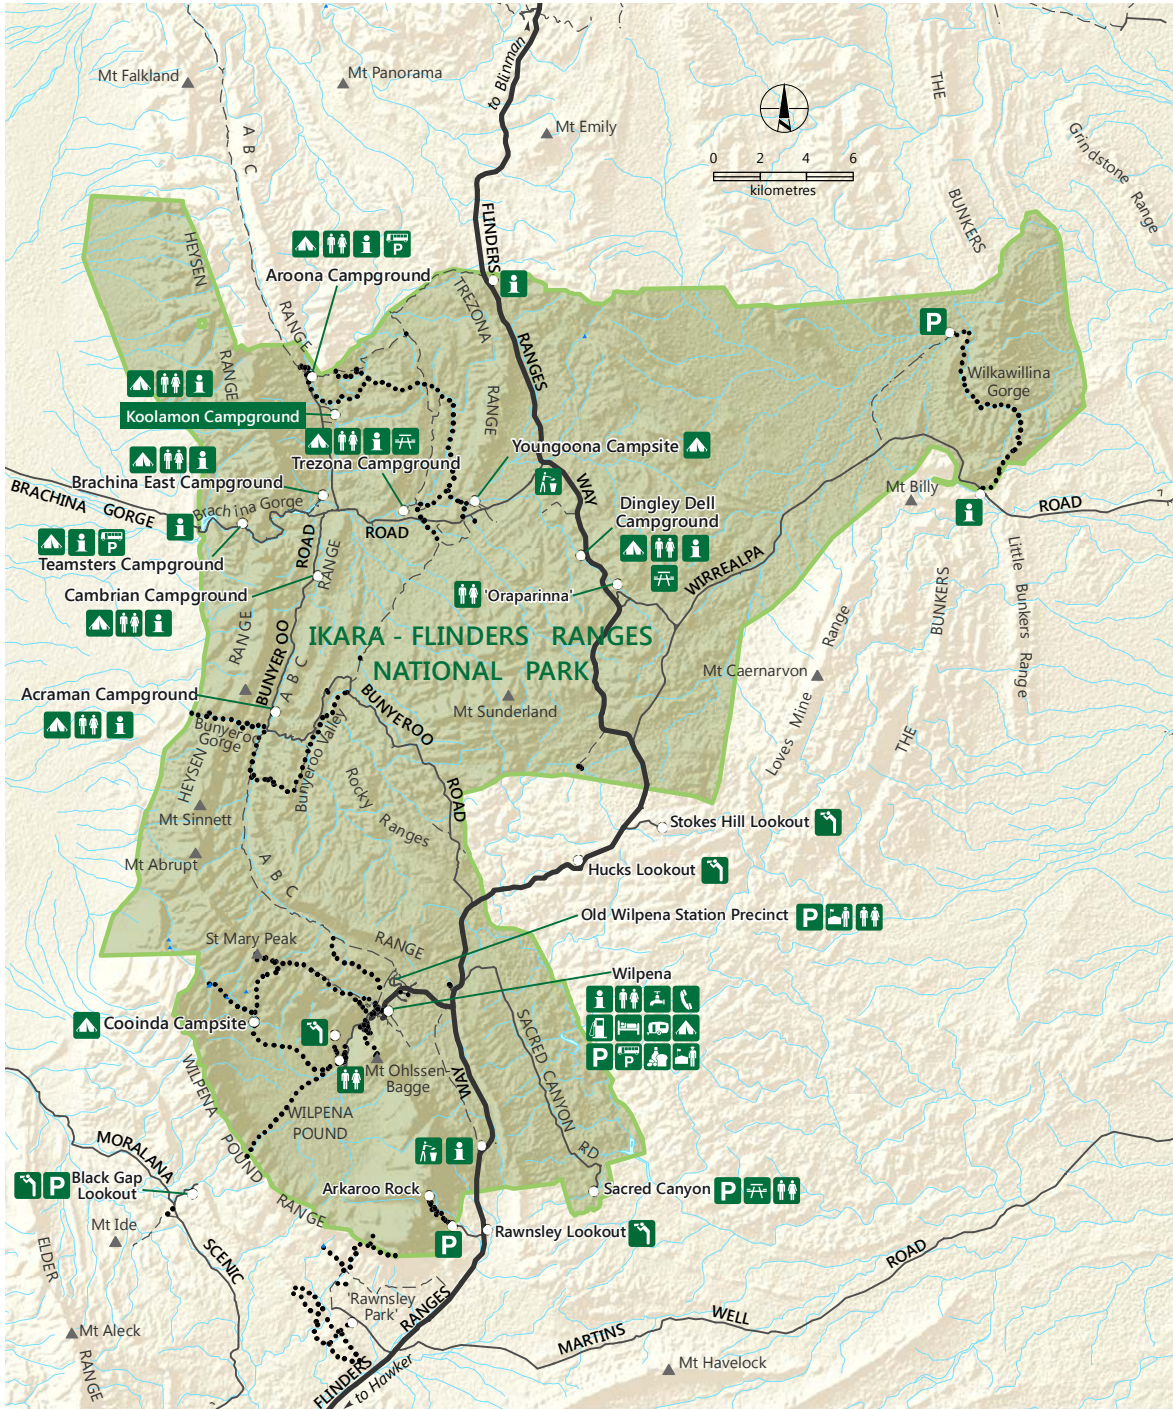 to Blinman
Mt Falkland
Mt Panorama
Mt Emily
THE
BUNKERS
Grindstone Range
A B C
0 2 4 6
kilometres
FLINDERS
HEYSEN
Aroona Campground
i
P
i
RANGE
TREZONA
RANGES
P
RANGE
RANGE
Wilkawillina
Gorge
i
Koolamon Campground
i
Trezona Campground
Youngoona Campsite
i
Brachina East Campground
BRACHINA GORGE
Brachina Gorge
i
WAY
Mt Billy
i
ROAD
Dingley Dell
Campground
i
ROAD
ROAD
RANGE
i
P
Teamsters Campground
Cambrian Campground
i
'Oraparinna'
WIRREALPA
Little Bunkers Range
BUNKERS
Range
RANGE
IKARA - FLINDERS RANGES
NATIONAL PARK
Mt Caernarvon
BUNYEROO
A B C
Acraman Campground
i
BUNYEROO
Mt Sunderland
Bunyeroo
Gorge
Bunyeroo Valley
Loves Mine
THE
HEYSEN
Rocky
Ranges
ROAD
Mt Sinnett
Stokes Hill Lookout
Mt Abrupt
A B C
Hucks Lookout
Old Wilpena Station Precinct
P
St Mary Peak
RANGE
Wilpena
i
P
P
Cooinda Campsite
SACRED CANYON RD
Mt Ohlssen-
Bagge
WAY
WILPENA
POUND
WILPENA
POUND
RANGE
i
MORALANA
P
Black Gap
Lookout
Arkaroo Rock
Sacred Canyon
P
Mt Ide
P
Rawnsley Lookout
ELDER
SCENIC
ROAD
'Rawnsley
Park'
RANGES
WELL
MARTINS
Mt Aleck
RANGE
Mt Havelock
FLINDERS
to Hawker